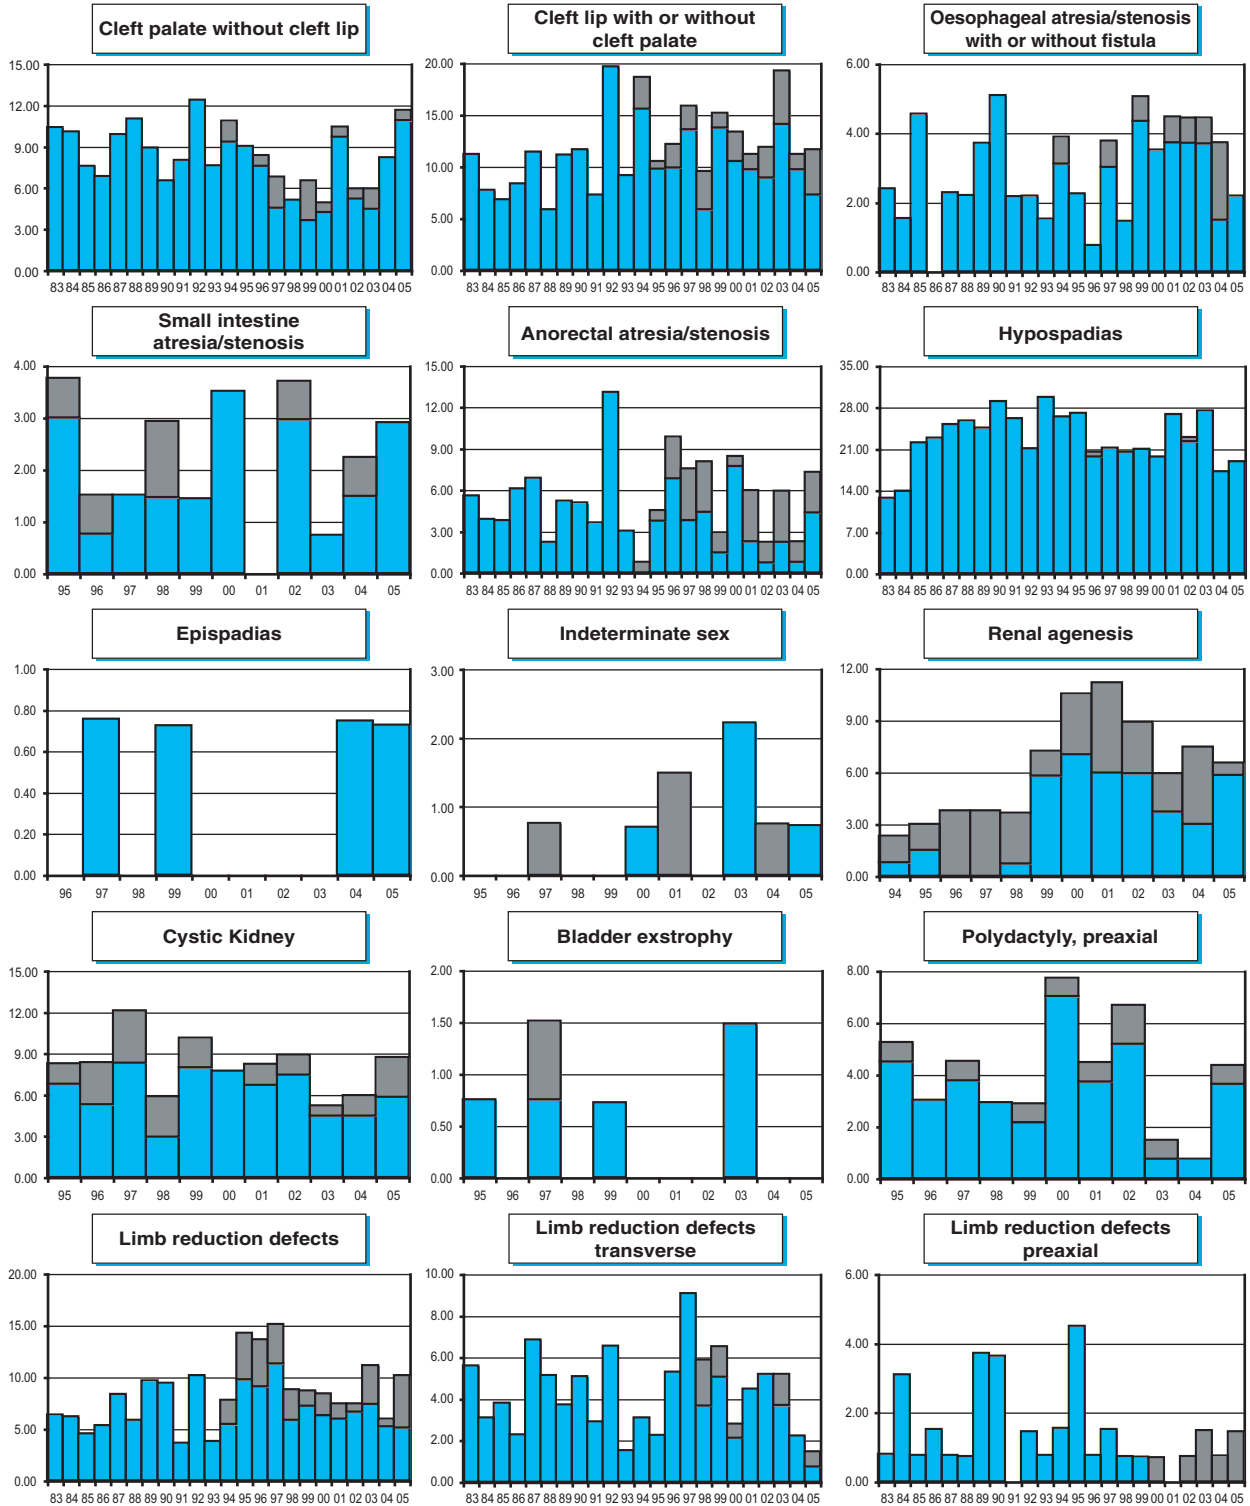 Cleft palate without cleft lip
15.00
12.00
9.00
6.00
3.00
0.00
83 84 85 86 87 88 89 90 91 92 93 94 95 96 97 98 99 00 01 02 03 04 05
Cleft lip with or without
cleft palate
20.00
15.00
10.00
5.00
0.00
83 84 85 86 87 88 89 90 91 92 93 94 95 96 97 98 99 00 01 02 03 04 05
Oesophageal atresia/stenosis
with or without fistula
6.00
4.00
2.00
0.00
83 84 85 86 87 88 89 90 91 92 93 94 95 96 97 98 99 00 01 02 03 04 05
Small intestine
atresia/stenosis
4.00
3.00
2.00
1.00
0.00
95 96 97 98 99 00 01 02 03 04 05
Anorectal atresia/stenosis
15.00
12.00
9.00
6.00
3.00
0.00
83 84 85 86 87 88 89 90 91 92 93 94 95 96 97 98 99 00 01 02 03 04 05
Hypospadias
35.00
28.00
21.00
14.00
7.00
0.00
83 84 85 86 87 88 89 90 91 92 93 94 95 96 97 98 99 00 01 02 03 04 05
Epispadias
1.00
0.80
0.60
0.40
0.20
0.00
96 97 98 99 00 01 02 03 04 05
Indeterminate sex
3.00
2.00
1.00
0.00
95 96 97 98 99 00 01 02 03 04 05
Renal agenesis
12.00
9.00
6.00
3.00
0.00
94 95 96 97 98 99 00 01 02 03 04 05
Cystic Kidney
15.00
12.00
9.00
6.00
3.00
0.00
95 96 97 98 99 00 01 02 03 04 05
Bladder exstrophy
2.00
1.50
1.00
0.50
0.00
95 96 97 98 99 00 01 02 03 04 05
Polydactyly, preaxial
8.00
6.00
4.00
2.00
0.00
95 96 97 98 99 00 01 02 03 04 05
Limb reduction defects
20.00
15.00
10.00
5.00
0.00
83 84 85 86 87 88 89 90 91 92 93 94 95 96 97 98 99 00 01 02 03 04 05
Limb reduction defects
transverse
10.00
8.00
6.00
4.00
2.00
0.00
83 84 85 86 87 88 89 90 91 92 93 94 95 96 97 98 99 00 01 02 03 04 05
Limb reduction defects
preaxial
6.00
4.00
2.00
0.00
83 84 85 86 87 88 89 90 91 92 93 94 95 96 97 98 99 00 01 02 03 04 05